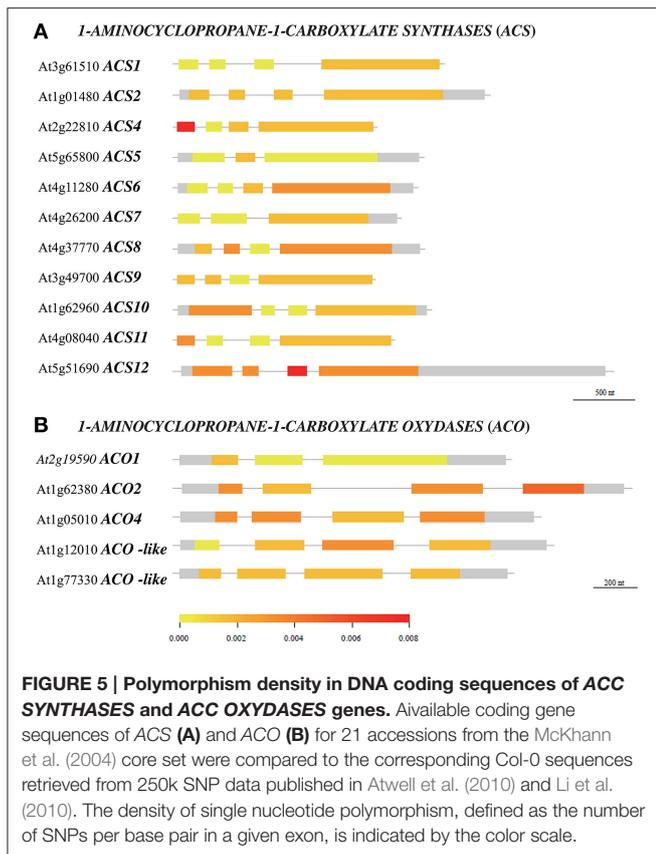 A 1-AMINOCYCLOPROPANE-1-CARBOXYLATE SYNTHASES (ACS)
At3g61510 ACS1
At1g01480 ACS2
At2g22810 ACS4
At5g65800 ACS5
At4g11280 ACS6
At4g26200 ACS7
At4g37770 ACS8
At3g49700 ACS9
At1g62960 ACS10
At4g08040 ACS11
At5g51690 ACS12
500 nt
B 1-AMINOCYCLOPROPANE-1-CARBOXYLATE OXYDASES (ACO)
At2g19590 ACO1
At1g62380 ACO2
At1g05010 ACO4
At1g12010 ACO -like
At1g77330 ACO -like
200 nt
0.000 0.002 0.004 0.006 0.008
FIGURE 5 | Polymorphism density in DNA coding sequences of ACC
SYNTHASES and ACC OXYDASES genes. Aivailable coding gene
sequences of ACS (A) and ACO (B) for 21 accessions from the McKhann
et al. (2004) core set were compared to the corresponding Col-0 sequences
retrieved from 250k SNP data published in Atwell et al. (2010) and Li et al.
(2010). The density of single nucleotide polymorphism, defined as the number
of SNPs per base pair in a given exon, is indicated by the color scale.